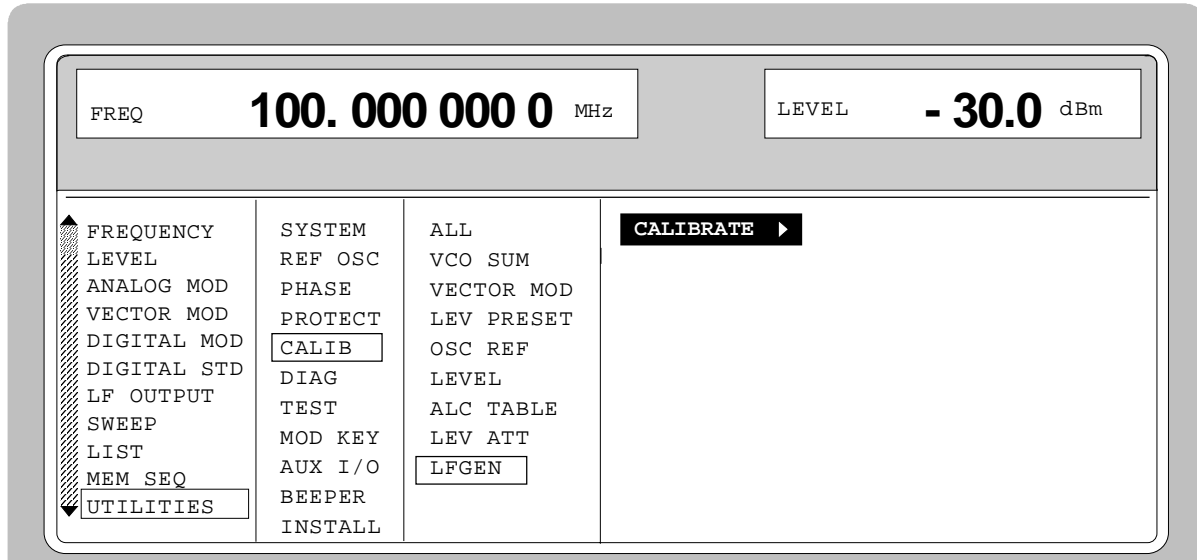 FREQ 100. 000 000 0 MHz LEVEL - 30.0 dBm
FREQUENCY
LEVEL
ANALOG MOD
VECTOR MOD
DIGITAL MOD
DIGITAL STD
LF OUTPUT
SWEEP
LIST
MEM SEQ
UTILITIES
SYSTEM
REF OSC
PHASE
PROTECT
CALIB
DIAG
TEST
MOD KEY
AUX I/O
BEEPER
INSTALL
ALL
VCO SUM
VECTOR MOD
LEV PRESET
OSC REF
LEVEL
ALC TABLE
LEV ATT
LFGEN
CALIBRATE